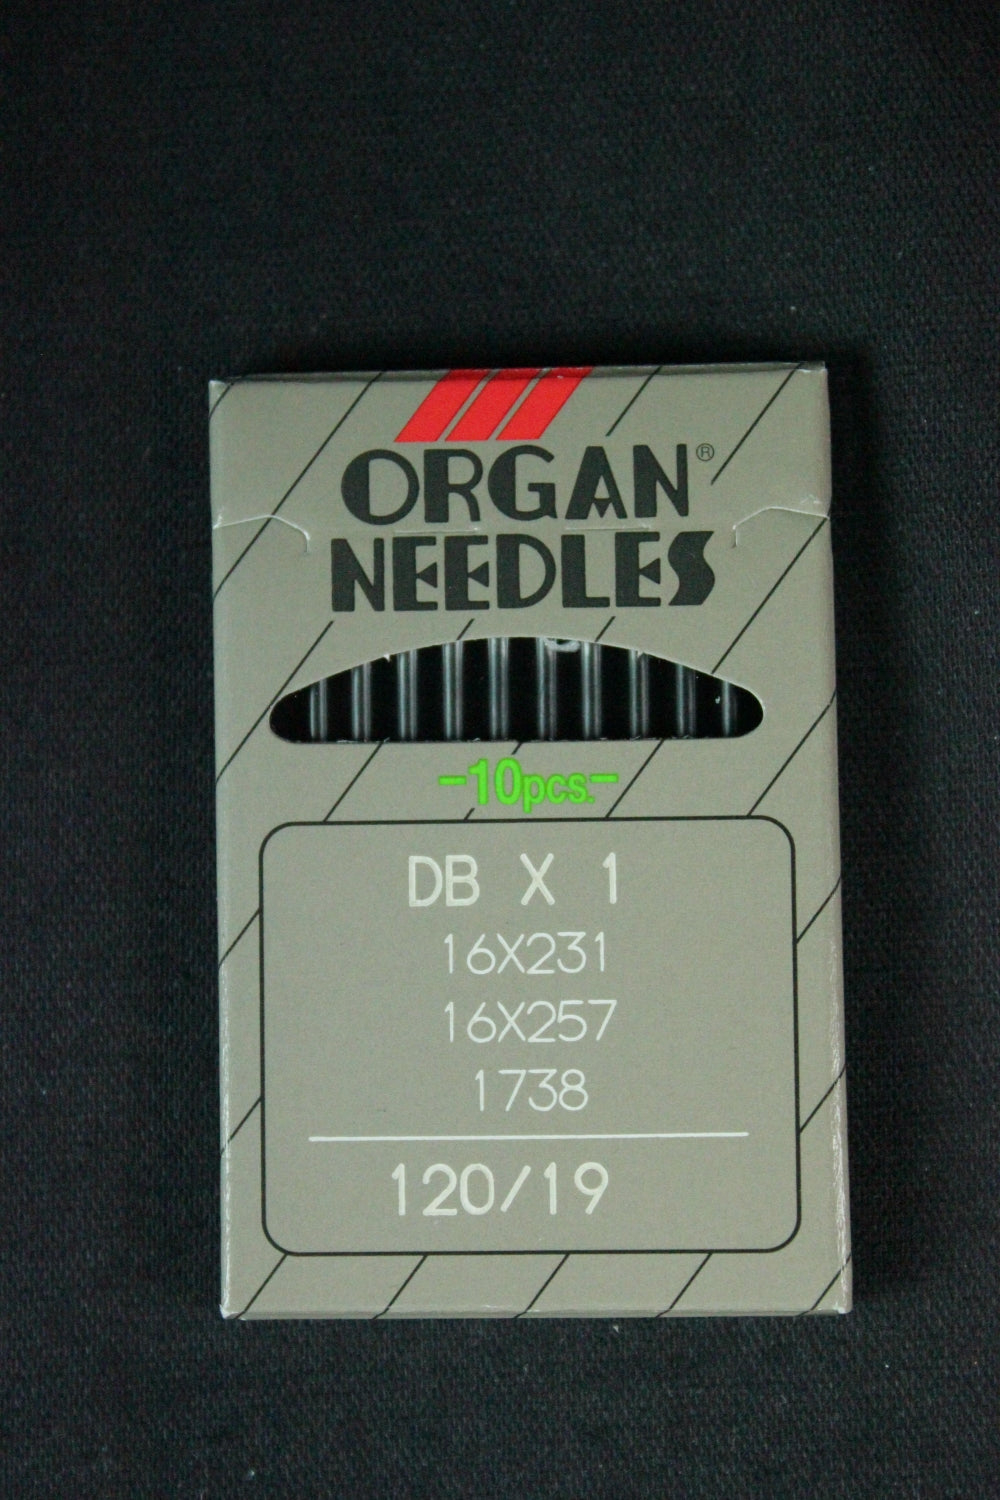 ORGAN®
NEEDLES
-10pcs.-
DB X 1
16X231
16X257
1738
120/19